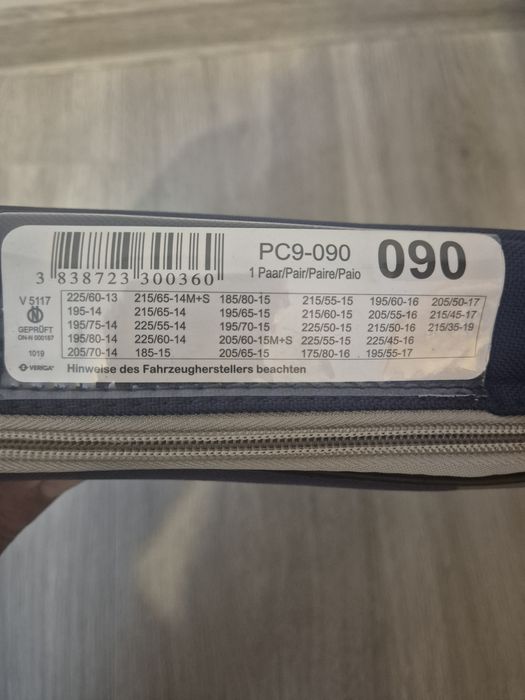 PC9-090 090
3 838723 300360
1 Paar/Pair/Paire/Paio
V 5117
N
GEPRÜFT
ON-N 000187
1019
VERIGA®
225/60-13 215/65-14M+S 185/80-15 215/55-15 195/60-16 205/50-17
195-14 215/65-14 195/65-15 215/60-15 205/55-16 215/45-17
195/75-14 225/55-14 195/70-15 225/50-15 215/50-16 215/35-19
195/80-14 225/60-14 205/60-15M+S 225/55-15 225/45-16
205/70-14 185-15 205/65-15 175/80-16 195/55-17
Hinweise des Fahrzeugherstellers beachten